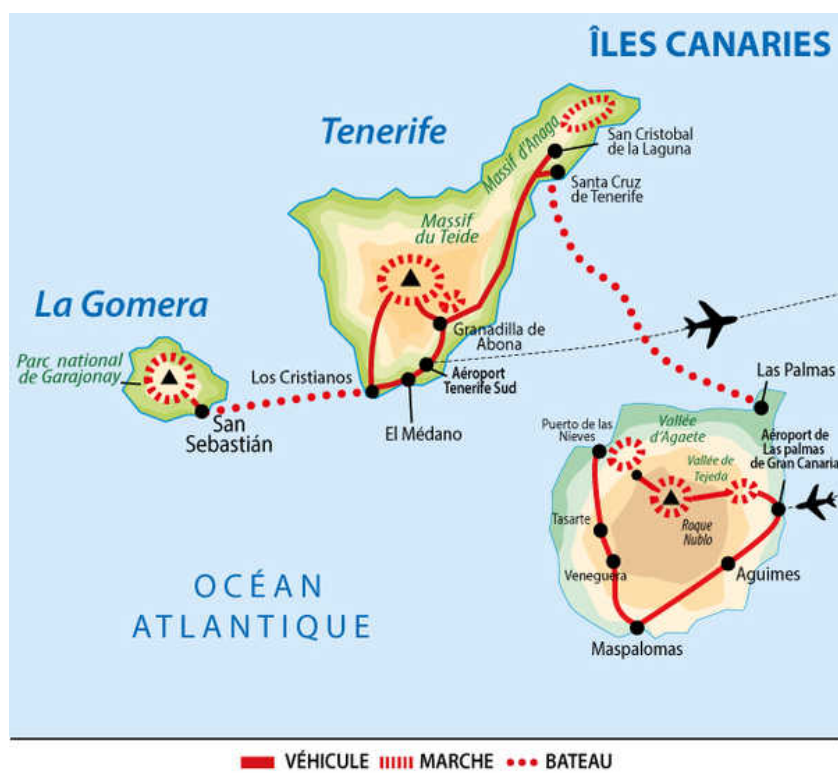 ÎLES CANARIES
Tenerife
Massif d'Anaga
San Cristobal
de la Laguna
Santa Cruz
de Tenerife
Massif
du Teide
La Gomera
Granadilla de
Abona
Parc national
de Garajonay
Los Cristianos
Aéroport
Tenerife Sud
Las Palmas
San
Sebastián
El Médano
Puerto de las
Nieves
Vallée
d'Agaete
Aéroport de
Las palmas
de Gran Canaria
Vallée de
Tejeda
Tasarte
Roque
Nublo
Veneguera
Aguimes
OCÉAN
ATLANTIQUE
Maspalomas
VÉHICULE MARCHE BATEAU